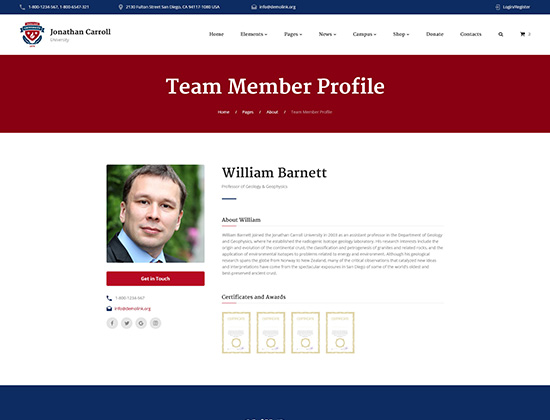 1-800-1234-567, 1-800-6547-321 2130 Fulton Street San Diego, CA 94117-1080 USA info@demolink.org Login/Register
Jonathan Carroll
University
Home Elements Pages News Campus Shop Donate Contacts
Team Member Profile
Home / Pages / About / Team Member Profile
William Barnett
Professor of Geology & Geophysics
About William
William Barnett joined the Jonathan Carroll University in 2003 as an assistant professor in the Department of Geology
and Geophysics, where he established the radiogenic isotope geology laboratory. His research interests include the
origin and evolution of the continental crust, the classification and petrogenesis of granites and related rocks, and the
application of environmental isotopes to problems related to energy and environment. Although his geological
research spans the globe from Norway to New Zealand, many of the critical observations that catalyzed new ideas
and interpretations have come from the spectacular exposures in San Diego of some of the world's oldest and
best-preserved ancient crust.
Get in Touch
1-800-1234-567
info@demolink.org
Certificates and Awards
CERTIFICATE CERTIFICATE CERTIFICATE CERTIFICATE